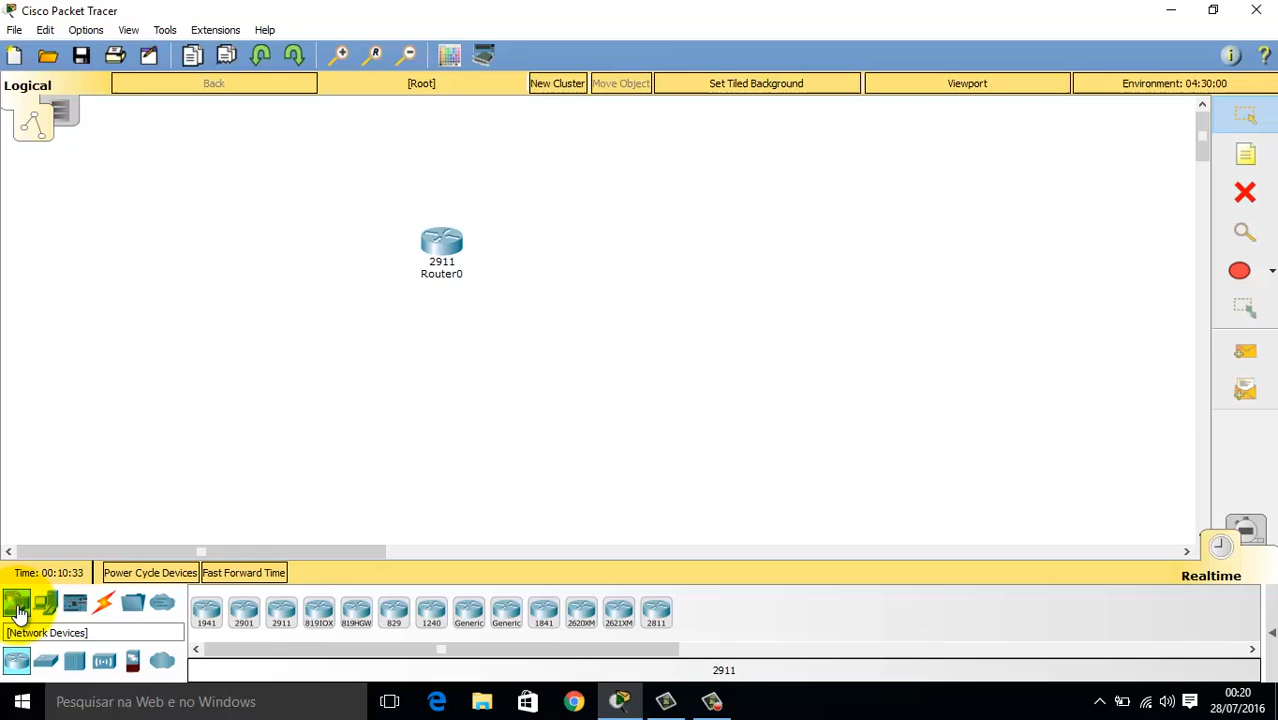 Cisco Packet Tracer
File Edit Options View Tools Extensions Help
Logical Back [Root] New Cluster Move Object Set Tiled Background Viewport Environment: 04:30:00
2911
Router0
Time: 00:10:33 Power Cycle Devices Fast Forward Time Realtime
[Network Devices]
1941 2901 2911 819IOX 819HGW 829 1240 Generic Generic 1841 2620XM 2621XM 2811
2911
Pesquisar na Web e no Windows
00:20
28/07/2016